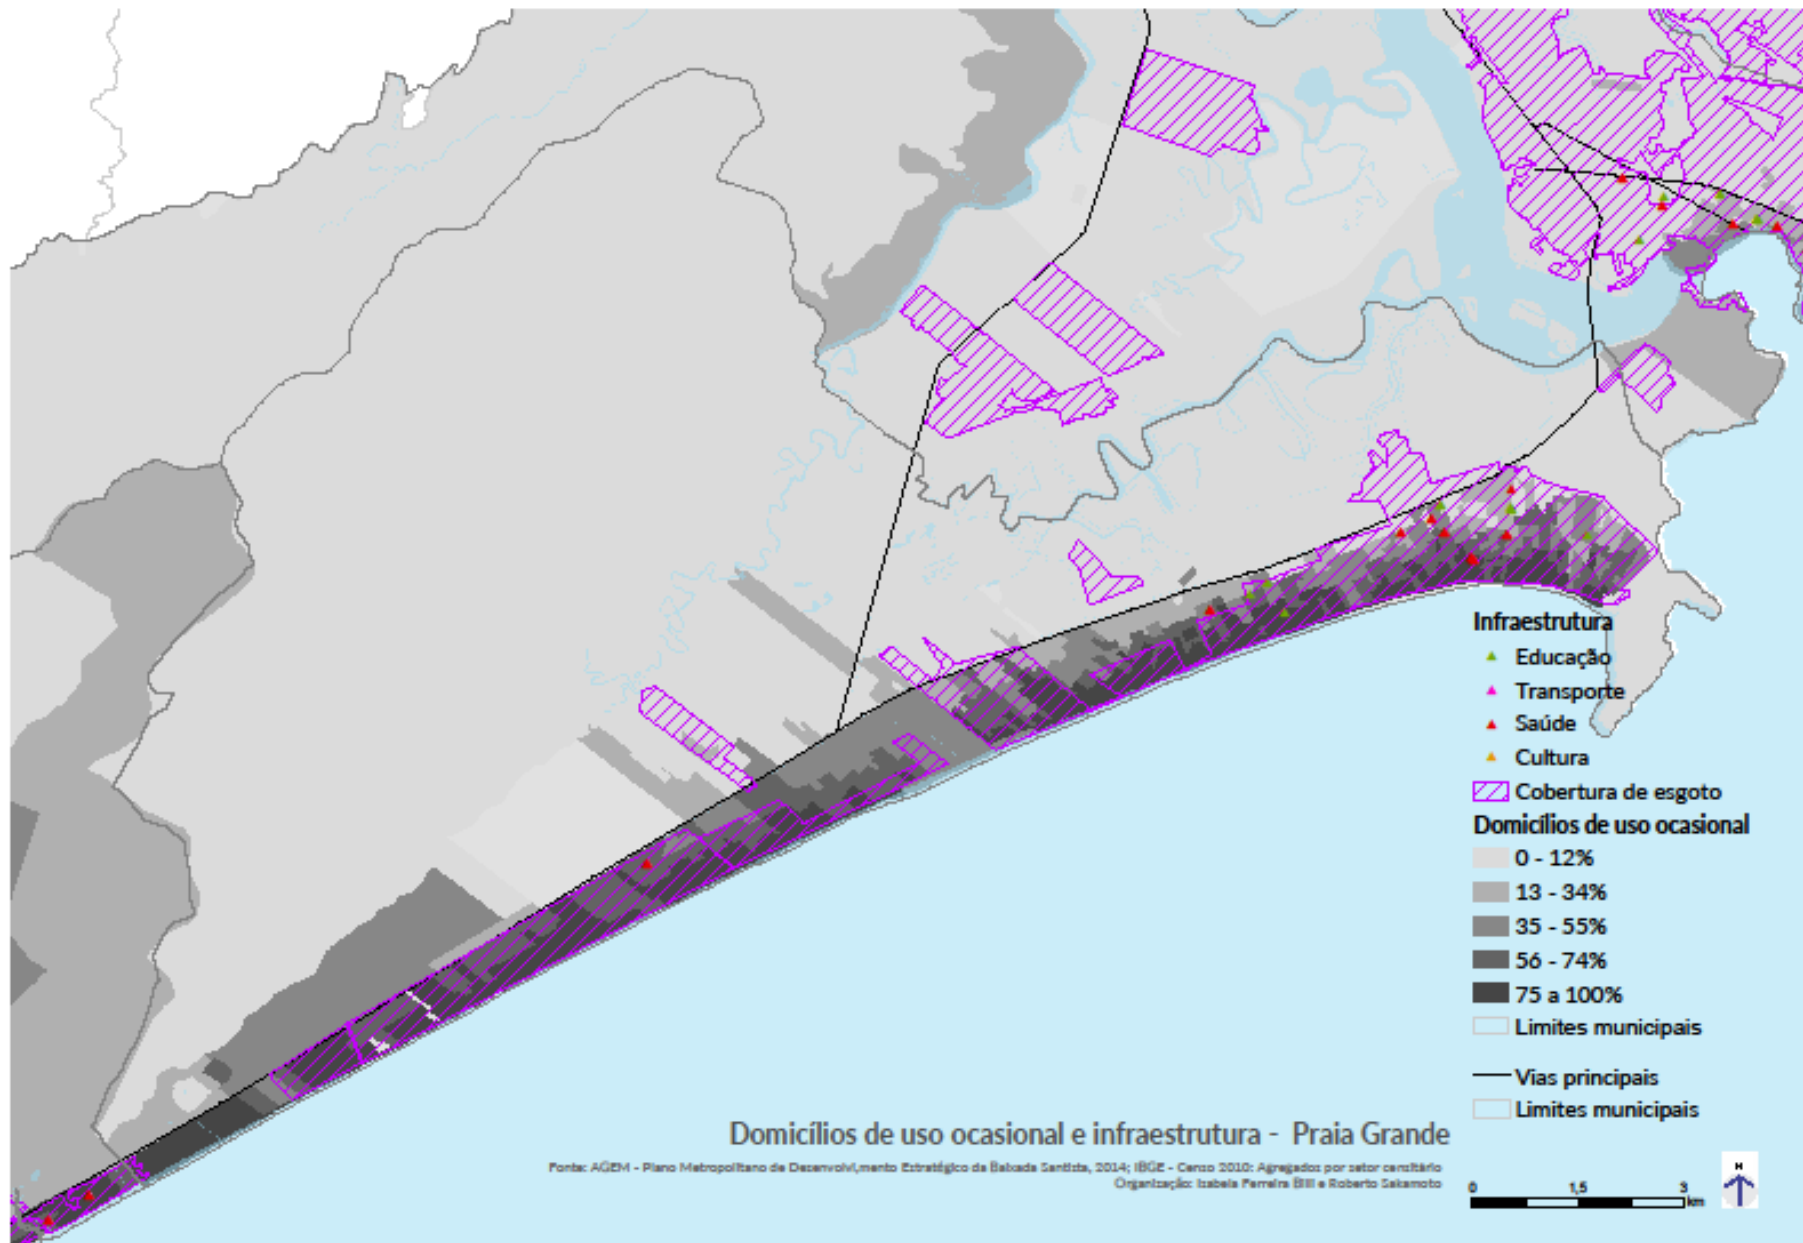 Infraestrutura
Educação
Transporte
Saúde
Cultura
Cobertura de esgoto
Domicílios de uso ocasional
0 - 12%
13 - 34%
35 - 55%
56 - 74%
75 a 100%
Limites municipais
Vias principais
Limites municipais
Domicílios de uso ocasional e infraestrutura - Praia Grande
Fonte: AGEM - Plano Metropolitano de Desenvolvi,mento Estratégico da Baixada Santista, 2014; IBGE - Censo 2010: Agregados por setor censitário
Organização: Izabela Ferreira Billi e Roberto Sakamoto
0 1,5 3
km
N